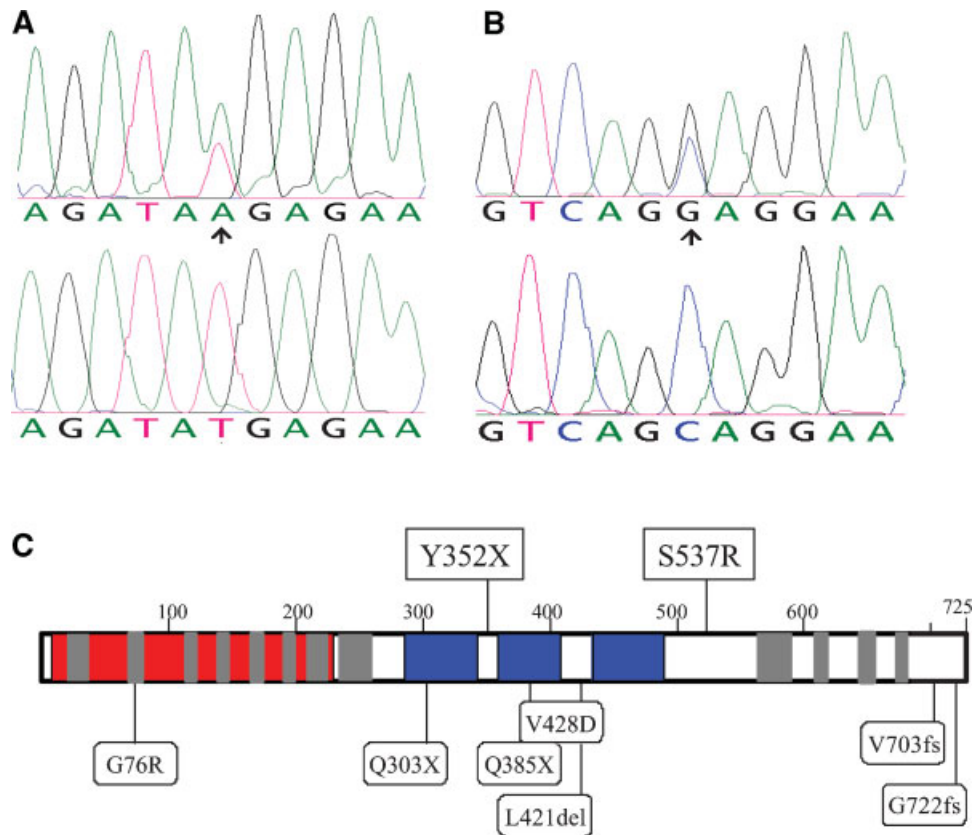 A
AGATAAGAGAA
AGATATGAGAA
B
GTCAGGAGGAA
GTCAGCAGGAA
C
Y352X
S537R
100
200
300
400
500
600
725
G76R
Q303X
Q385X
V428D
L421del
V703fs
G722fs